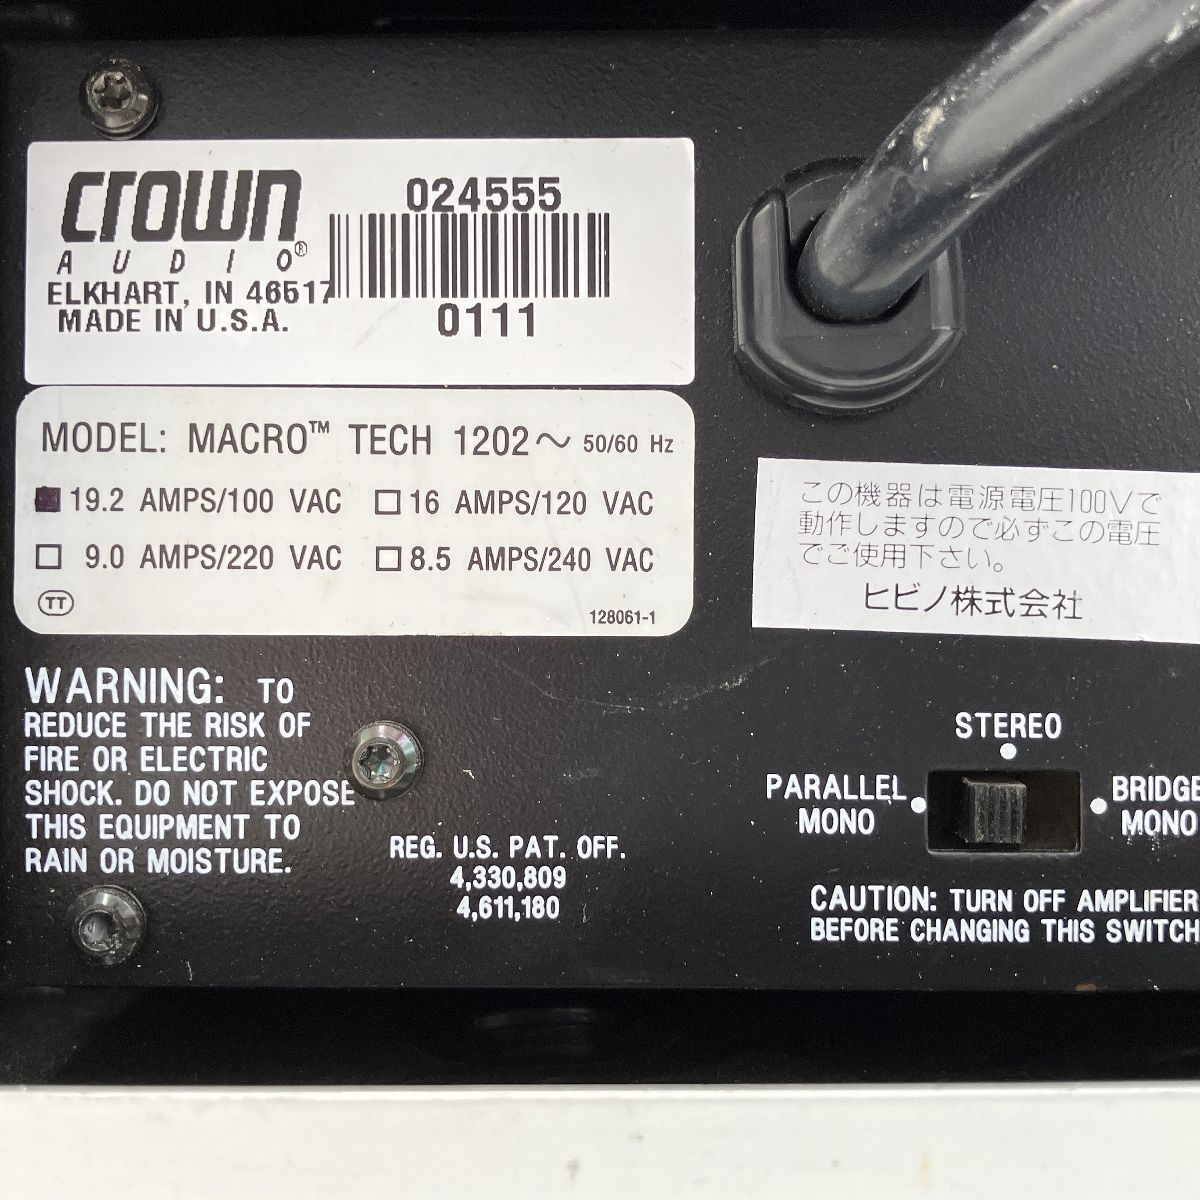 crown
AUDIO®
ELKHART, IN 46517
MADE IN U.S.A.
024555
0111
MODEL: MACRO™ TECH 1202〜 50/60 Hz
19.2 AMPS/100 VAC 16 AMPS/120 VAC
9.0 AMPS/220 VAC 8.5 AMPS/240 VAC
TT
128061-1
この機器は電源電圧100Vで
動作しますので必ずこの電圧
でご使用下さい。
ヒビノ株式会社
WARNING: TO
REDUCE THE RISK OF
FIRE OR ELECTRIC
SHOCK. DO NOT EXPOSE
THIS EQUIPMENT TO
RAIN OR MOISTURE.
REG. U.S. PAT. OFF.
4,330,809
4,611,180
STEREO
PARALLEL
MONO
BRIDGE
MONO
CAUTION: TURN OFF AMPLIFIER
BEFORE CHANGING THIS SWITCH